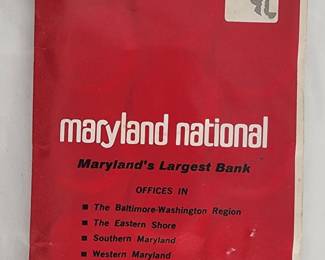 maryland national
Maryland's Largest Bank
OFFICES IN
■ The Baltimore-Washington Region
■ The Eastern Shore
■ Southern Maryland
■ Western Maryland